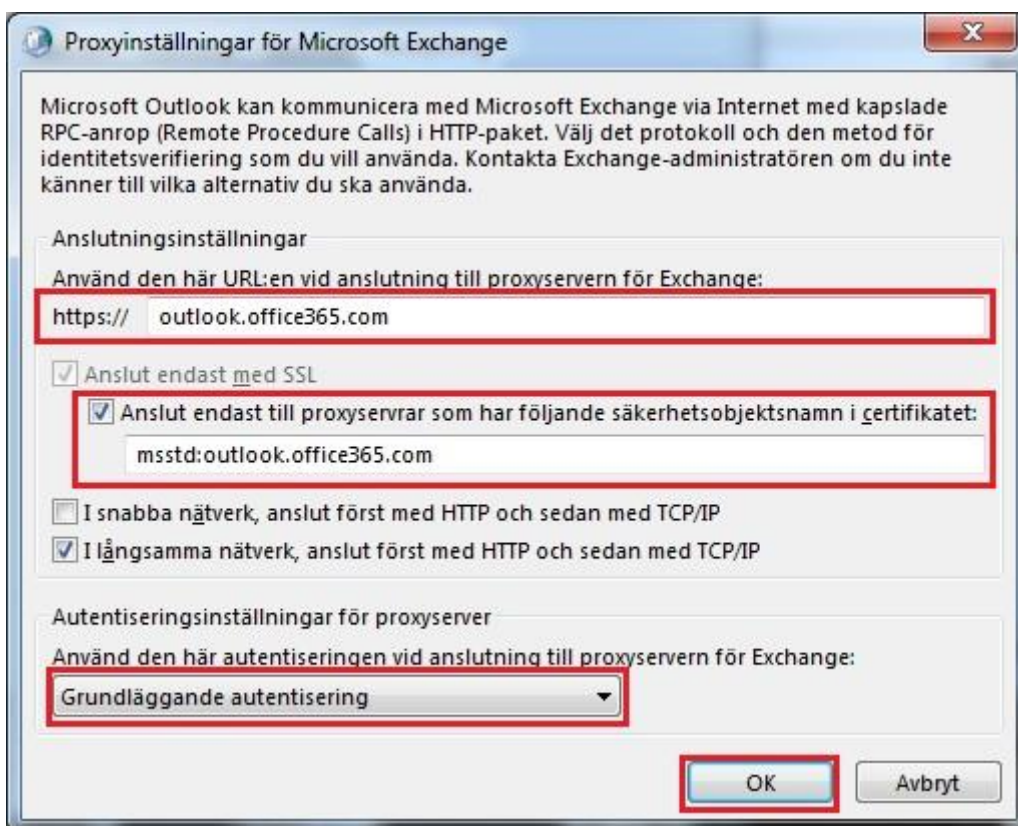 Proxyinställningar för Microsoft Exchange
Microsoft Outlook kan kommunicera med Microsoft Exchange via Internet med kapslade
RPC-anrop (Remote Procedure Calls) i HTTP-paket. Välj det protokoll och den metod för
identitetsverifiering som du vill använda. Kontakta Exchange-administratören om du inte
känner till vilka alternativ du ska använda.
Anslutningsinställningar
Använd den här URL:en vid anslutning till proxyservern för Exchange:
https:// outlook.office365.com
Anslut endast med SSL
Anslut endast till proxyservrar som har följande säkerhetsobjektsnamn i certifikatet:
msstd:outlook.office365.com
I snabba nätverk, anslut först med HTTP och sedan med TCP/IP
I långsamma nätverk, anslut först med HTTP och sedan med TCP/IP
Autentiseringsinställningar för proxyserver
Använd den här autentiseringen vid anslutning till proxyservern för Exchange:
Grundläggande autentisering
OK Avbryt